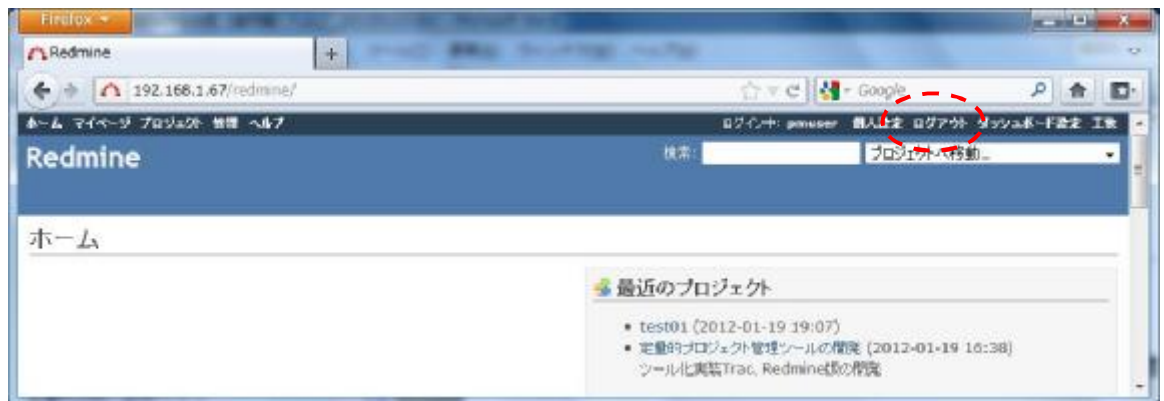 Firefox
Redmine
+
192.168.1.67/redmine/
Google
ホーム マイページ プロジェクト 管理 ヘルプ
ログイン中: pmuser 個人設定 ログアウト ダッシュボード設定 工数
Redmine
検索:
プロジェクトへ移動...
ホーム
最近のプロジェクト
test01 (2012-01-19 19:07)
定量的プロジェクト管理ツールの開発 (2012-01-19 16:38)
ツール化実装Trac, Redmine版の開発